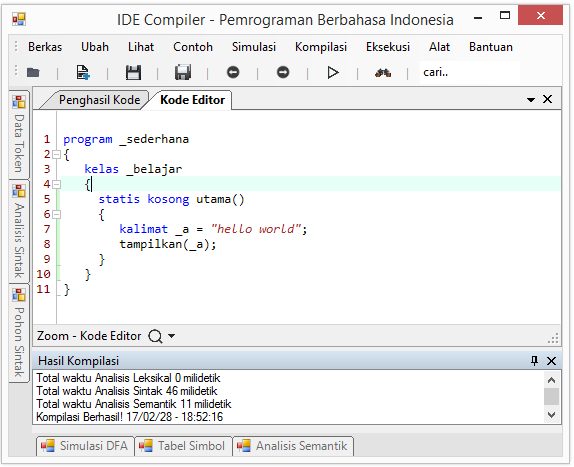 IDE Compiler - Pemrograman Berbahasa Indonesia
Berkas Ubah Lihat Contoh Simulasi Kompilasi Eksekusi Alat Bantuan
cari..
Penghasil Kode Kode Editor
Data Token
Analisis Sintak
Pohon Sintak
1 program _sederhana
2 {
3 kelas _belajar
4 {
5 statis kosong utama()
6 {
7 kalimat _a = "hello world";
8 tampilkan(_a);
9 }
10 }
11 }
Zoom - Kode Editor
Hasil Kompilasi
Total waktu Analisis Leksikal 0 milidetik
Total waktu Analisis Sintak 46 milidetik
Total waktu Analisis Semantik 11 milidetik
Kompilasi Berhasil! 17/02/28 - 18:52:16
Simulasi DFA Tabel Simbol Analisis Semantik